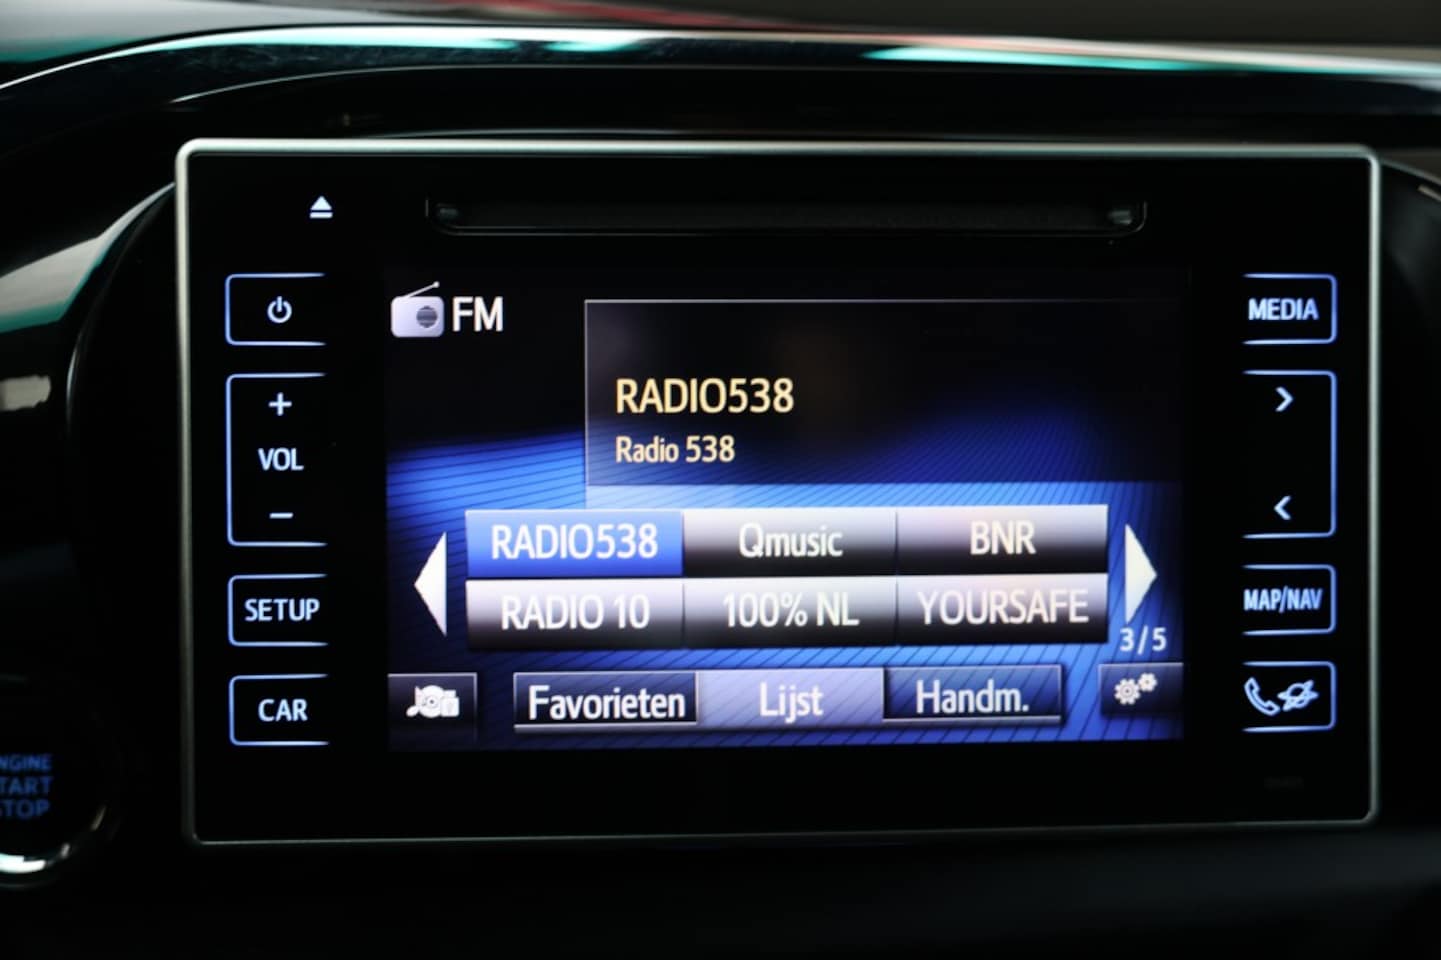 FM
MEDIA
RADIO538
Radio 538
+
VOL
−
>
<
RADIO538 Qmusic BNR
RADIO 10 100% NL YOURSAFE
3/5
SETUP
MAP/NAV
CAR
Favorieten Lijst Handm.
START